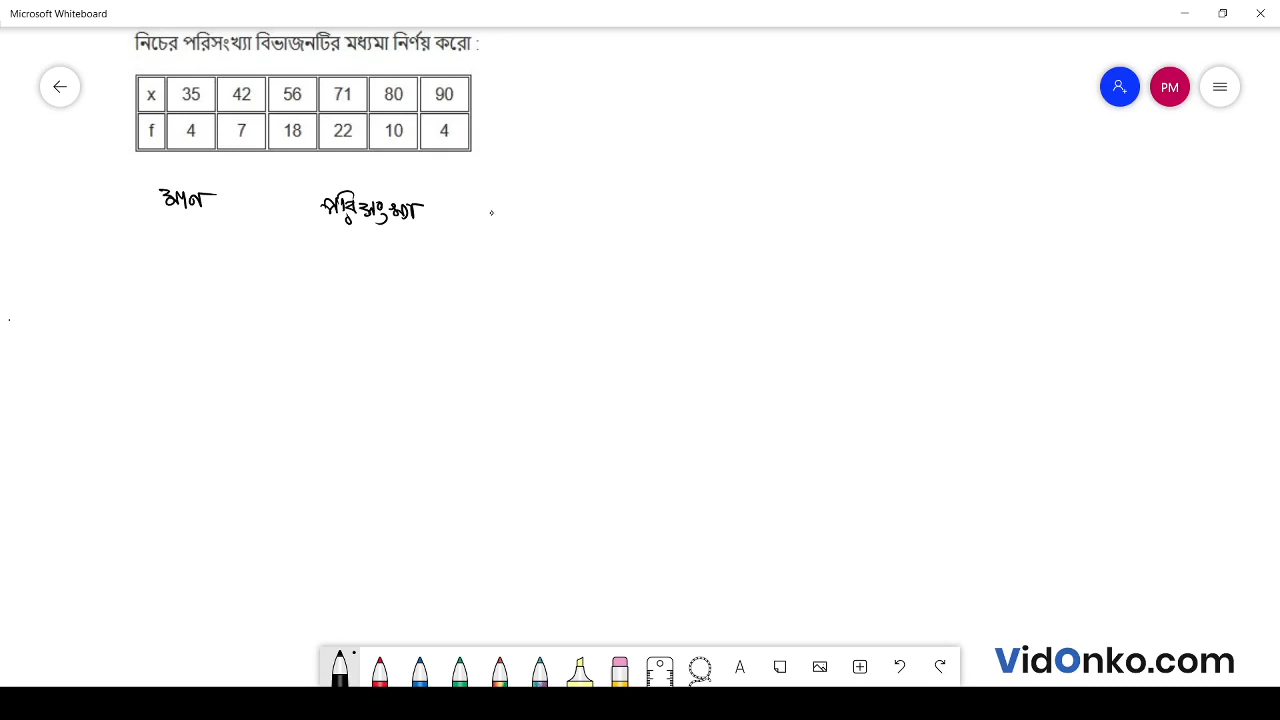 Microsoft Whiteboard
নিচের পরিসংখ্যা বিভাজনটির মধ্যমা নির্ণয় করো :
x 35 42 56 71 80 90
f 4 7 18 22 10 4
PM
মান পরিসংখ্যা
A
VidOnko.com